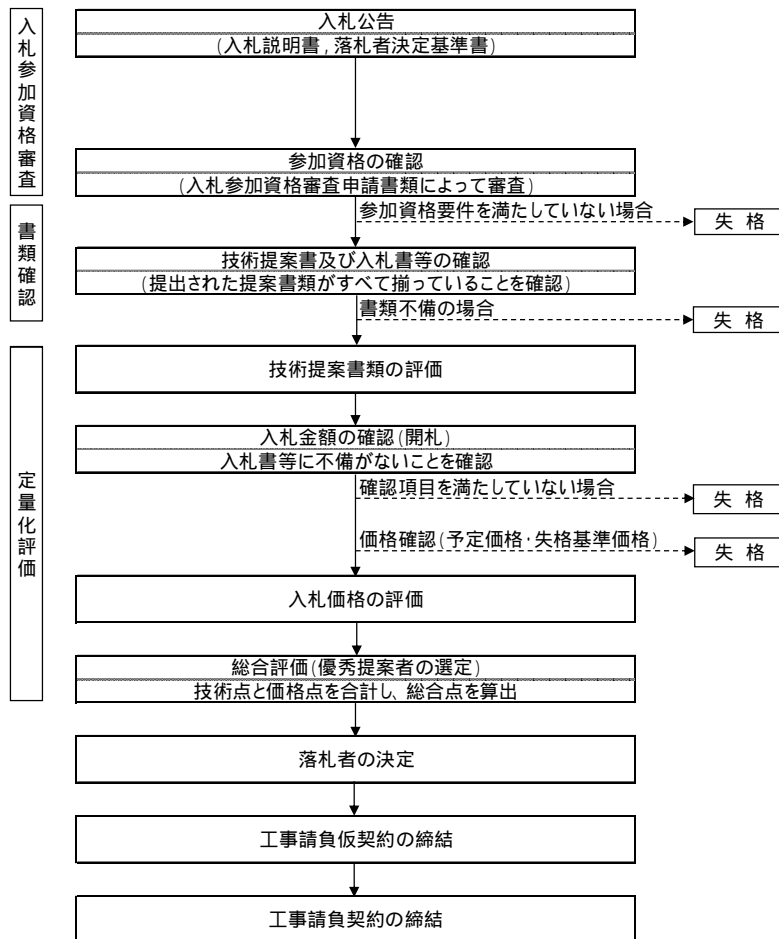 入札参加資格審査
入札公告
(入札説明書,落札者決定基準書)
参加資格の確認
(入札参加資格審査申請書類によって審査)
参加資格要件を満たしていない場合
失 格
書類確認
技術提案書及び入札書等の確認
(提出された提案書類がすべて揃っていることを確認)
書類不備の場合
失 格
定量化評価
技術提案書類の評価
入札金額の確認(開札)
入札書等に不備がないことを確認
確認項目を満たしていない場合
失 格
価格確認(予定価格・失格基準価格)
失 格
入札価格の評価
総合評価(優秀提案者の選定)
技術点と価格点を合計し、総合点を算出
落札者の決定
工事請負仮契約の締結
工事請負契約の締結